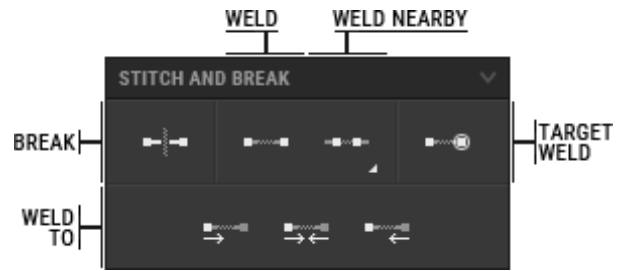 WELD WELD NEARBY
STITCH AND BREAK
BREAK
TARGET
WELD
WELD
TO